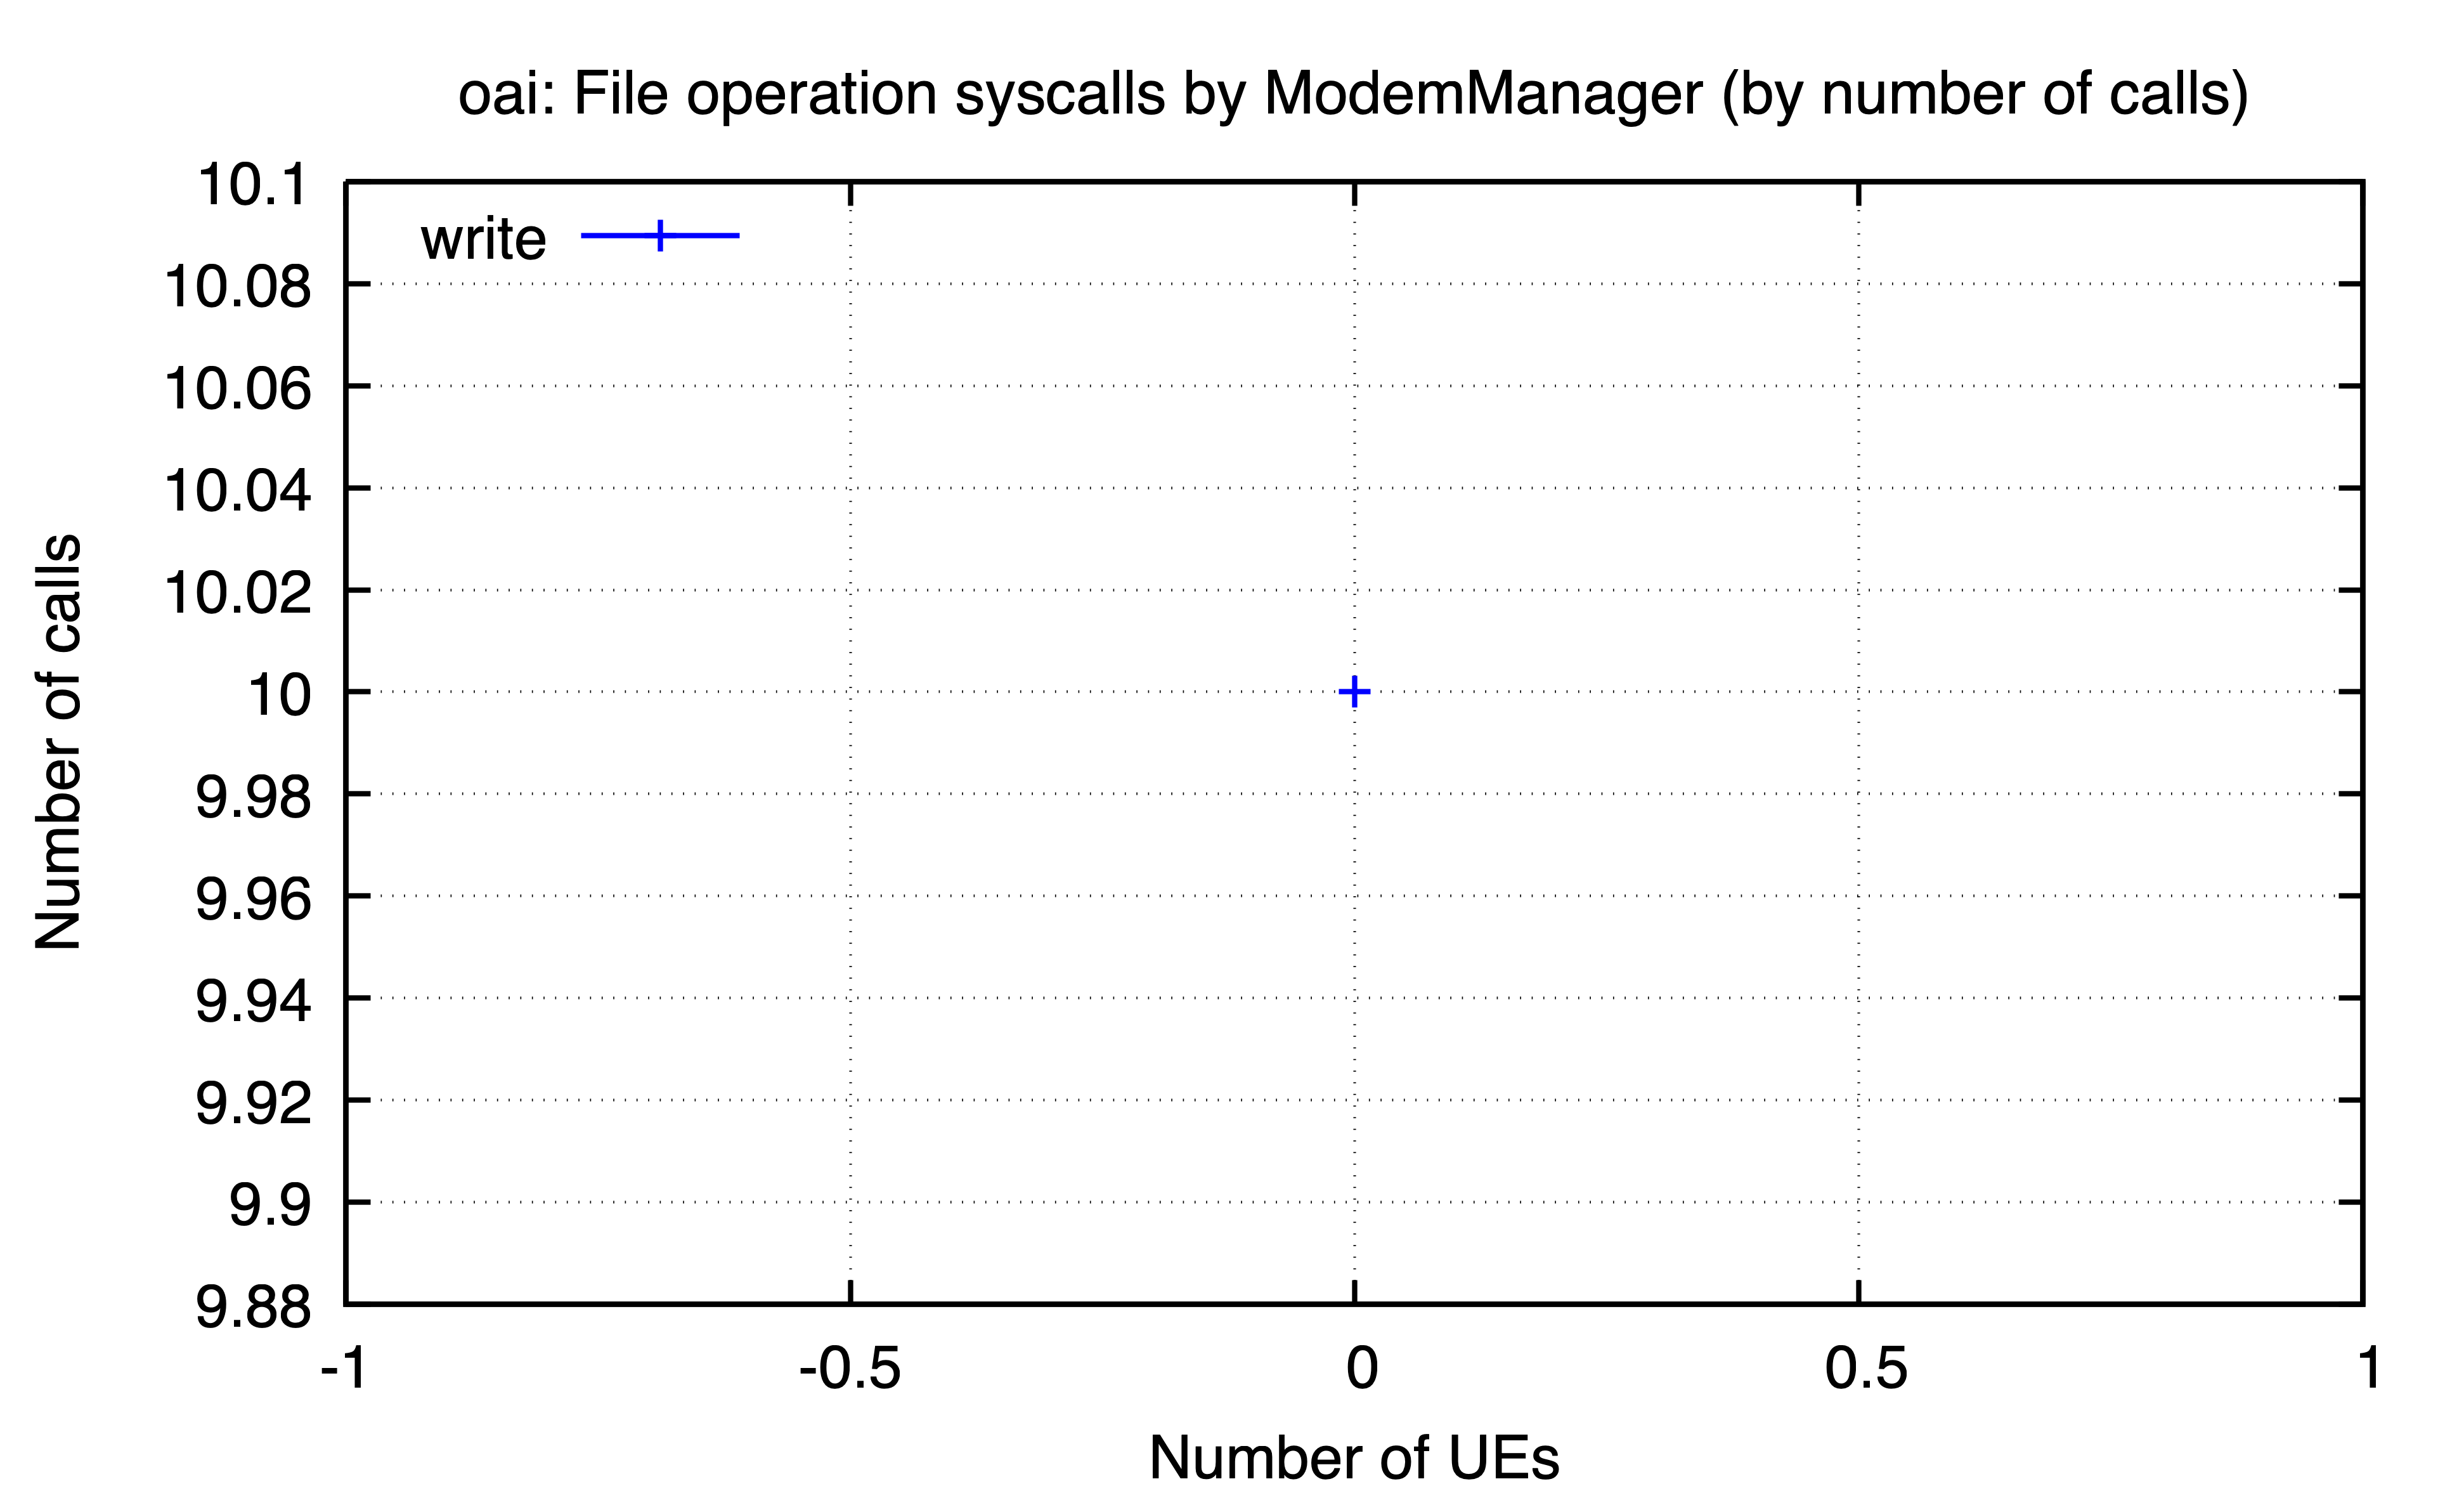 oai: File operation syscalls by ModemManager (by number of calls)
10.1
write
10.08
10.06
10.04
10.02
10
9.98
9.96
9.94
9.92
9.9
9.88
Number of calls
-1 -0.5 0 0.5 1
Number of UEs